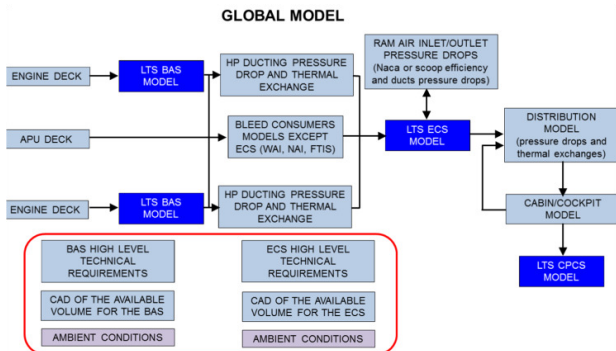 GLOBAL MODEL
ENGINE DECK
LTS BAS
MODEL
HP DUCTING PRESSURE
DROP AND THERMAL
EXCHANGE
RAM AIR INLET/OUTLET
PRESSURE DROPS
(Naca or scoop efficiency
and ducts pressure drops)
APU DECK
BLEED CONSUMERS
MODELS EXCEPT
ECS (WAI, NAI, FTIS)
LTS ECS
MODEL
DISTRIBUTION
MODEL
(pressure drops and
thermal exchanges)
ENGINE DECK
LTS BAS
MODEL
HP DUCTING PRESSURE
DROP AND THERMAL
EXCHANGE
CABIN/COCKPIT
MODEL
LTS CPCS
MODEL
BAS HIGH LEVEL
TECHNICAL
REQUIREMENTS
ECS HIGH LEVEL
TECHNICAL
REQUIREMENTS
CAD OF THE AVAILABLE
VOLUME FOR THE BAS
CAD OF THE AVAILABLE
VOLUME FOR THE ECS
AMBIENT CONDITIONS
AMBIENT CONDITIONS